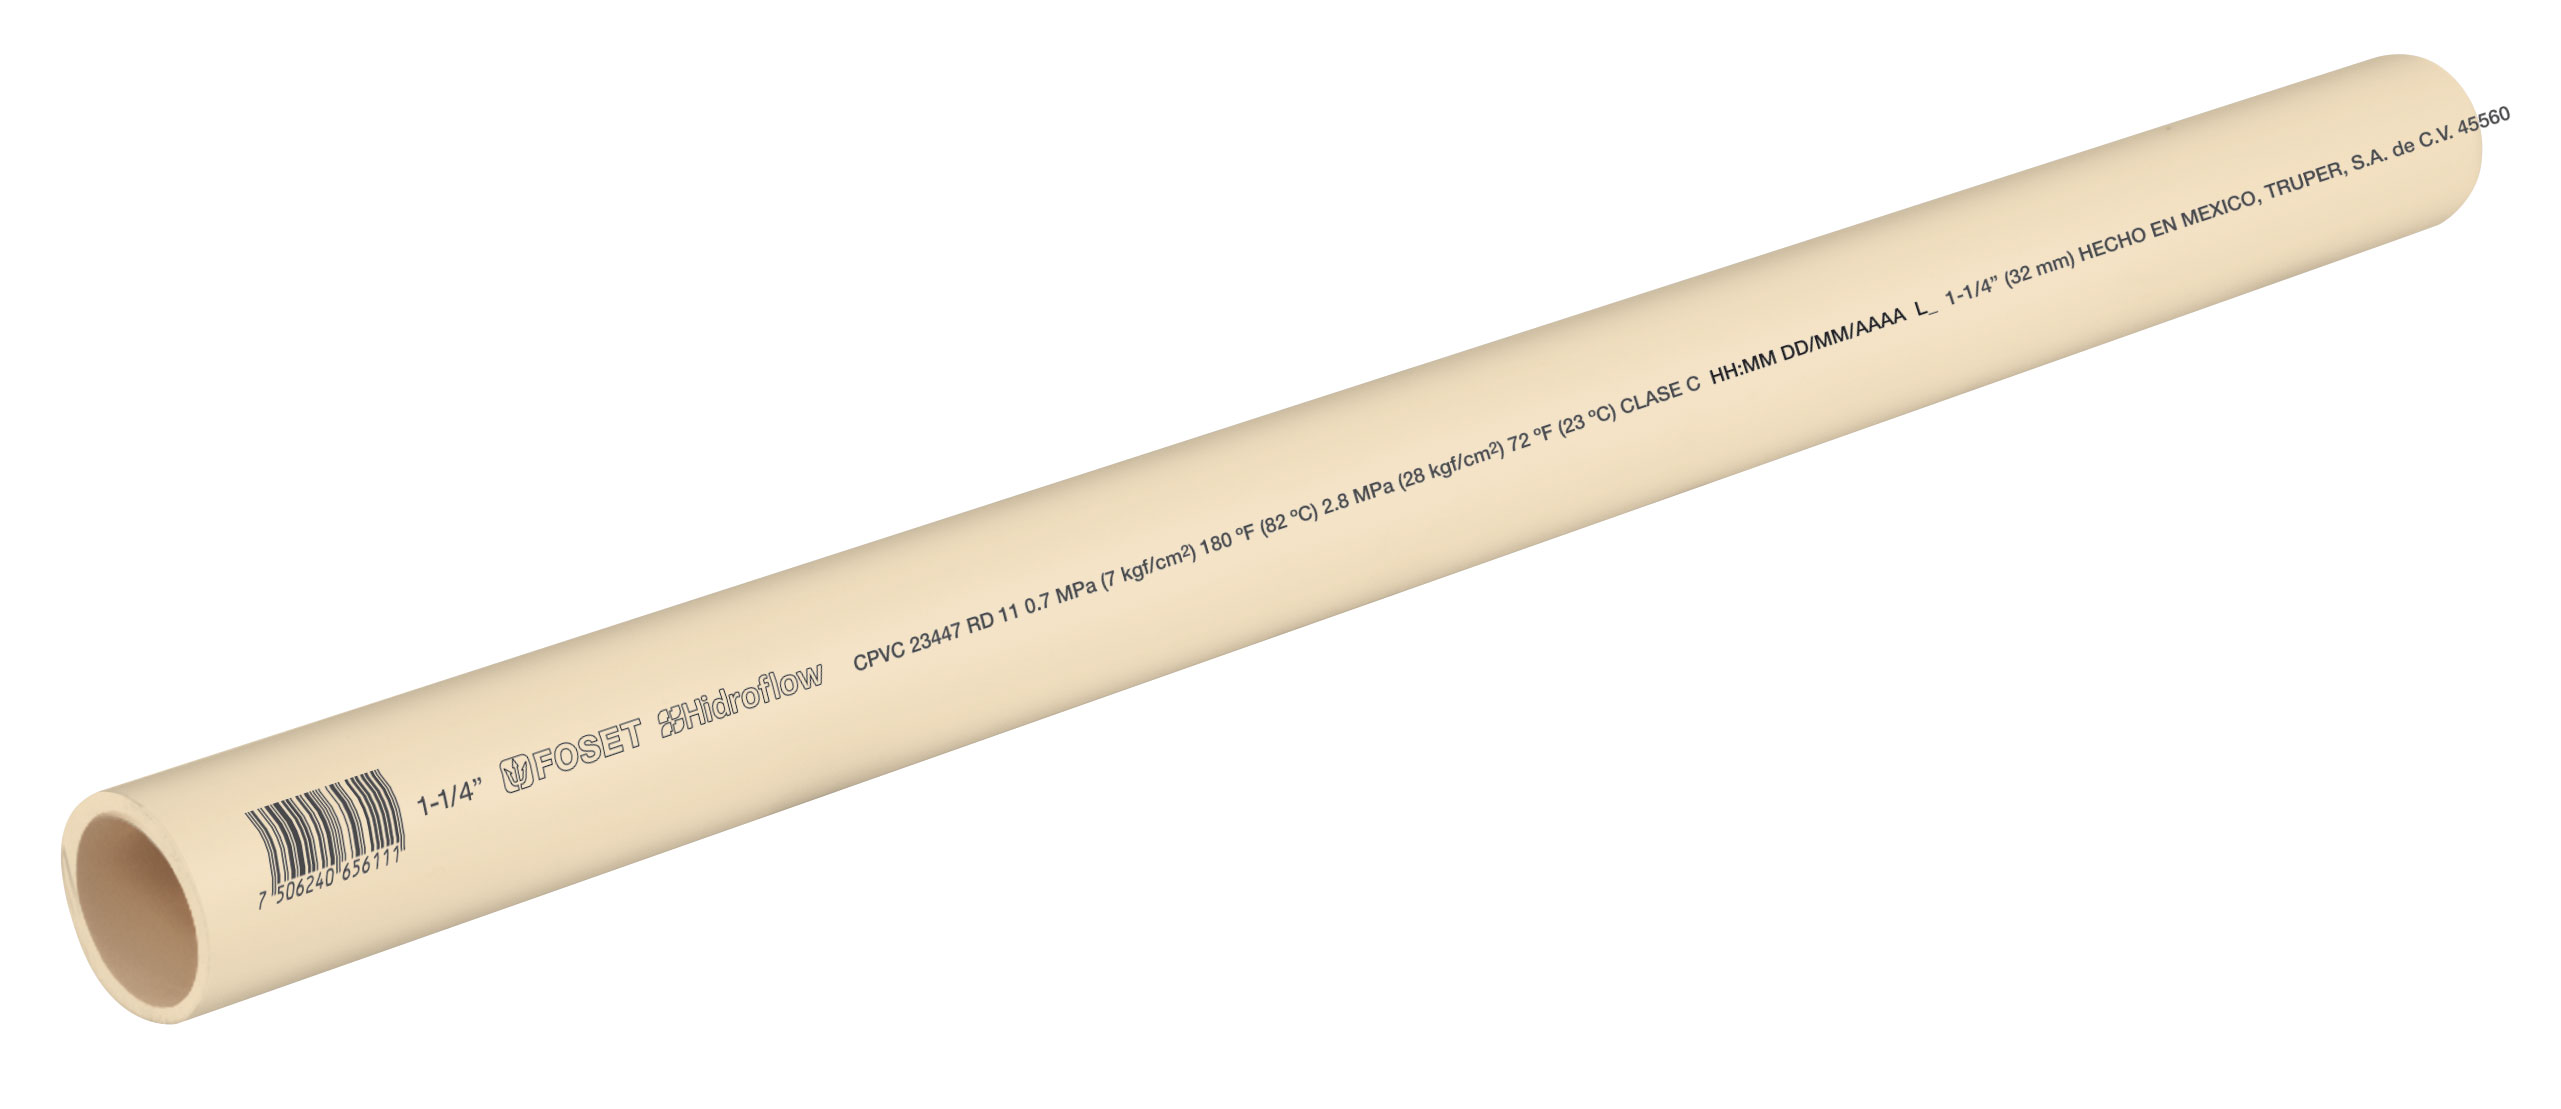 7 506240 656111
1-1/4” FOSET Hidroflow CPVC 23447 RD 11 0.7 MPa (7 kgf/cm²) 180 ºF (82 ºC) 2.8 MPa (28 kgf/cm²) 72 ºF (23 ºC) CLASE C HH:MM DD/MM/AAAA L_ 1-1/4” (32 mm) HECHO EN MEXICO, TRUPER, S.A. de C.V. 45560